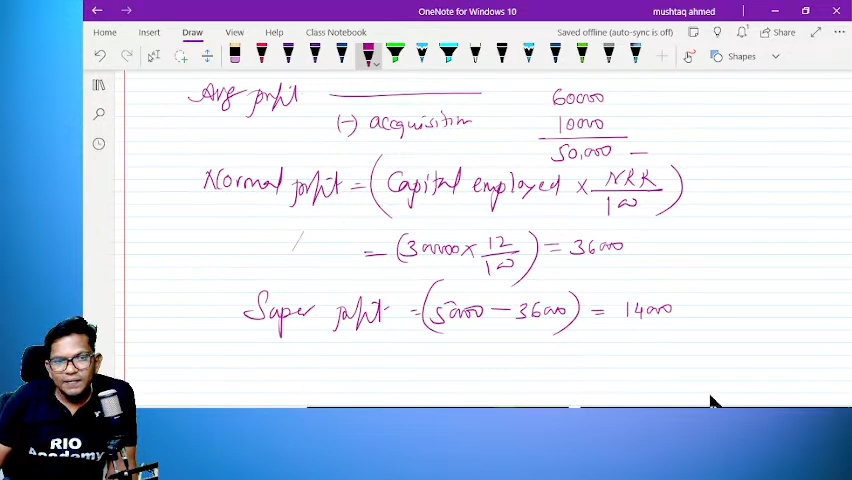 OneNote for Windows 10
mushtaq ahmed
Home Insert Draw View Help Class Notebook
Saved offline (auto-sync is off)
Share
Shapes
Avg profit
60000
(-) accquisition 10000
50,000
Normal profit = (Capital employed × NRR/100)
= (300000 × 12/100) = 36000
Super profit = (50000 — 36000) = 14000
RIO
Academy